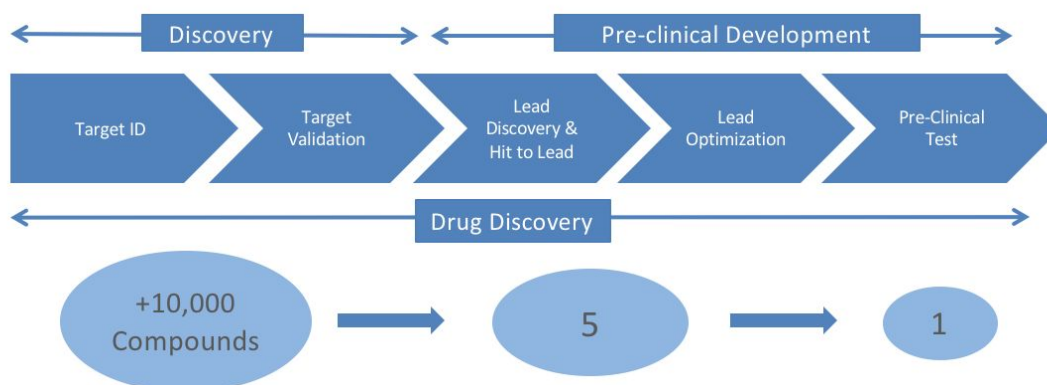 Discovery
Pre-clinical Development
Target ID
Target
Validation
Lead
Discovery &
Hit to Lead
Lead
Optimization
Pre-Clinical
Test
Drug Discovery
+10,000
Compounds
5
1